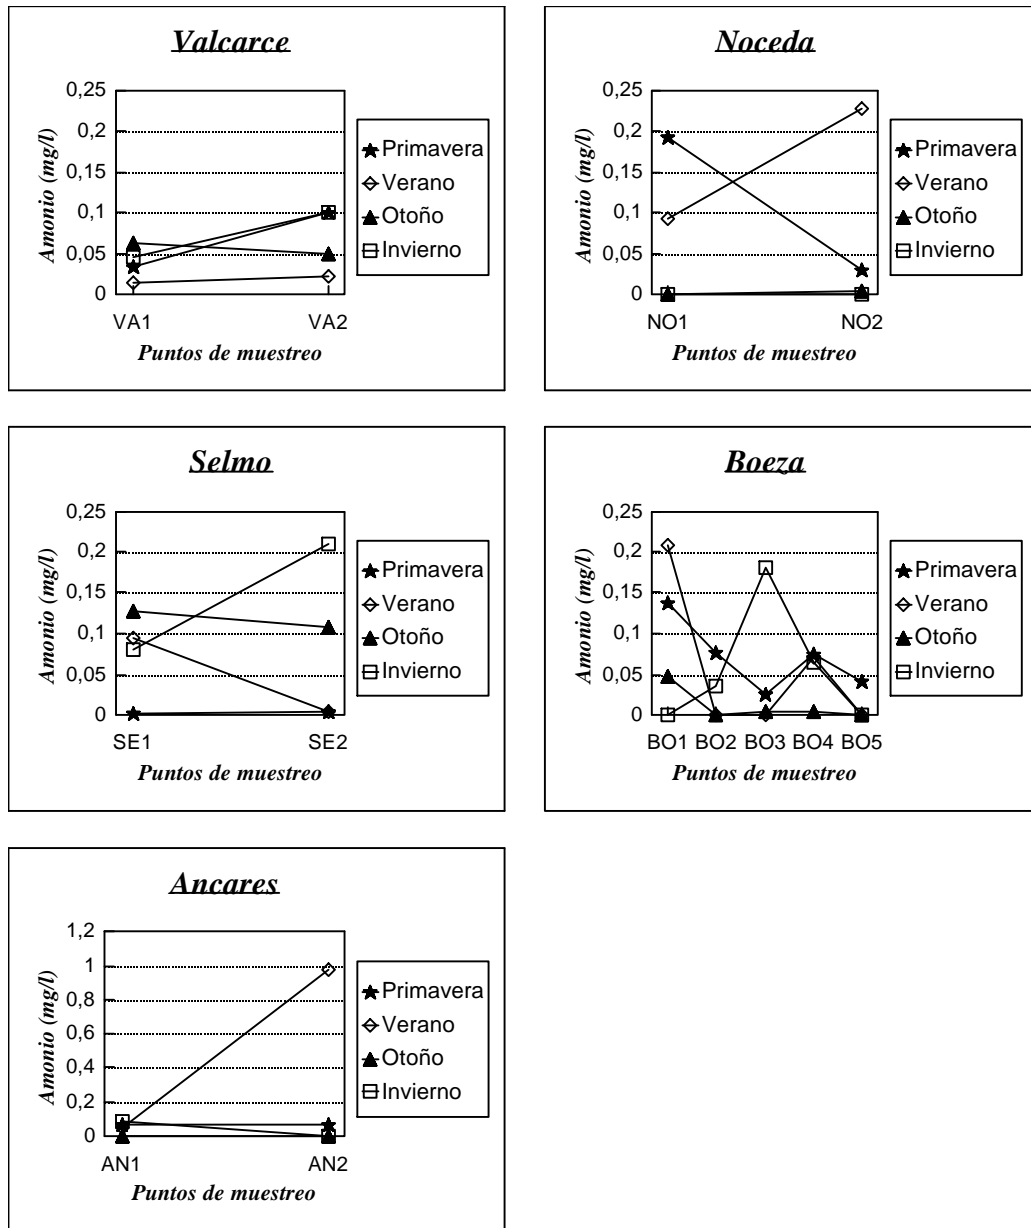 Valcarce
Amonio (mg/l)
0,25
0,2
0,15
0,1
0,05
0
VA1 VA2
Puntos de muestreo
Primavera
Verano
Otoño
Invierno
Noceda
Amonio (mg/l)
0,25
0,2
0,15
0,1
0,05
0
NO1 NO2
Puntos de muestreo
Primavera
Verano
Otoño
Invierno
Selmo
Amonio (mg/l)
0,25
0,2
0,15
0,1
0,05
0
SE1 SE2
Puntos de muestreo
Primavera
Verano
Otoño
Invierno
Boeza
Amonio (mg/l)
0,25
0,2
0,15
0,1
0,05
0
BO1 BO2 BO3 BO4 BO5
Puntos de muestreo
Primavera
Verano
Otoño
Invierno
Ancares
Amonio (mg/l)
1,2
1
0,8
0,6
0,4
0,2
0
AN1 AN2
Puntos de muestreo
Primavera
Verano
Otoño
Invierno